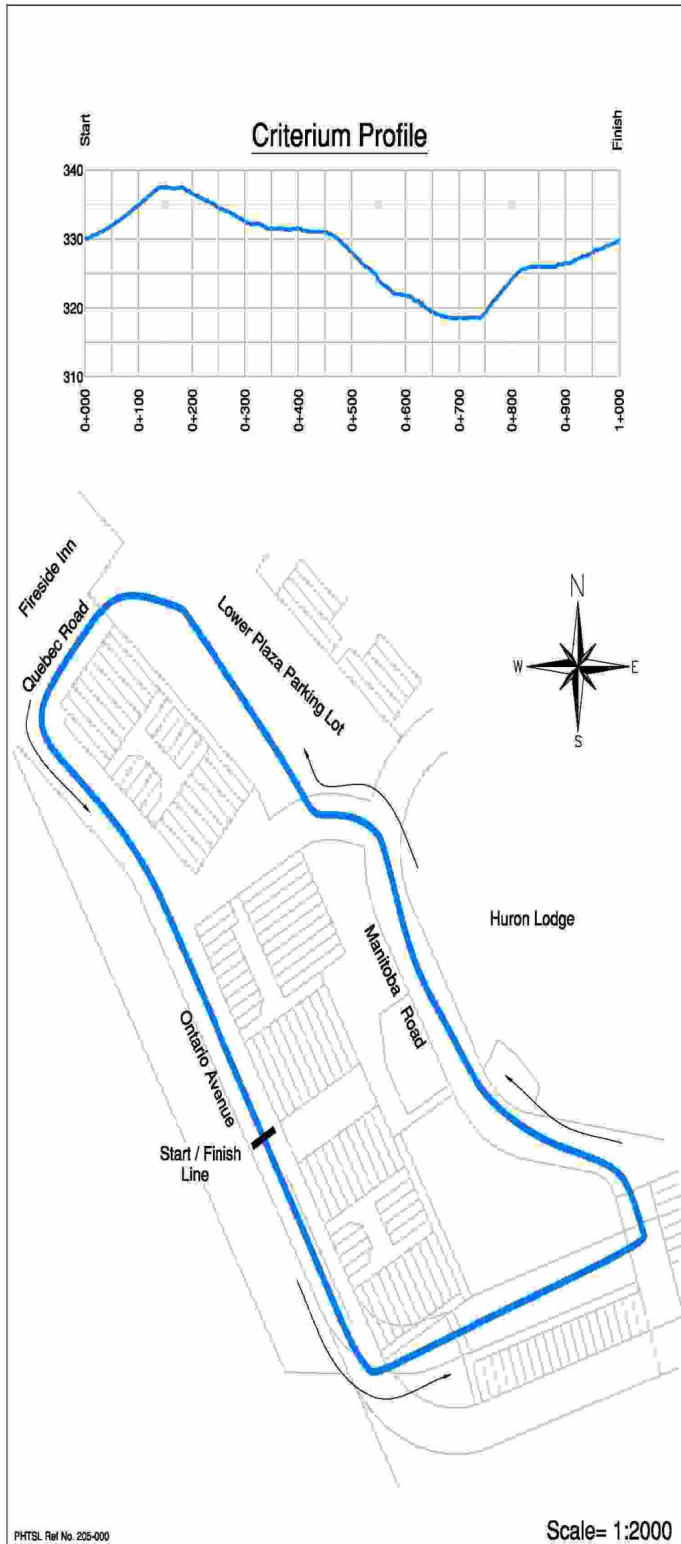 Criterium Profile
Start
Finish
340
330
320
310
0+000
0+100
0+200
0+300
0+400
0+500
0+600
0+700
0+800
0+900
1+000
Fireside Inn
Quebec Road
Lower Plaza Parking Lot
N
W
E
S
Huron Lodge
Manitoba Road
Ontario Avenue
Start / Finish
Line
PHTSL Ref No. 205-000
Scale= 1:2000